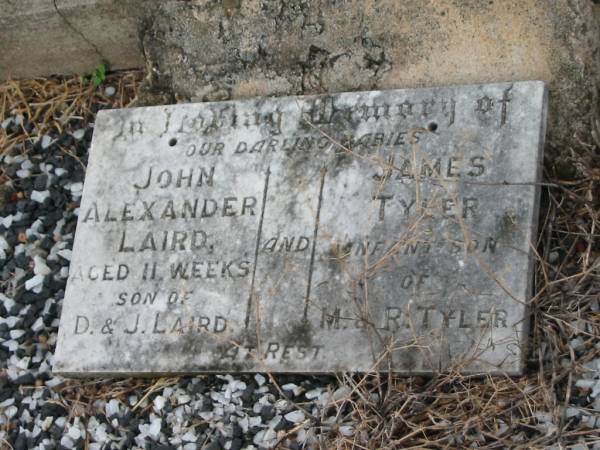 In Loving Memory of
OUR DARLING BABIES
JOHN
ALEXANDER
LAIRD,
AGED 11 WEEKS
SON OF
D. & J. LAIRD
AND
JAMES
TYLER
INFANT SON
OF
M. & R. TYLER
AT REST